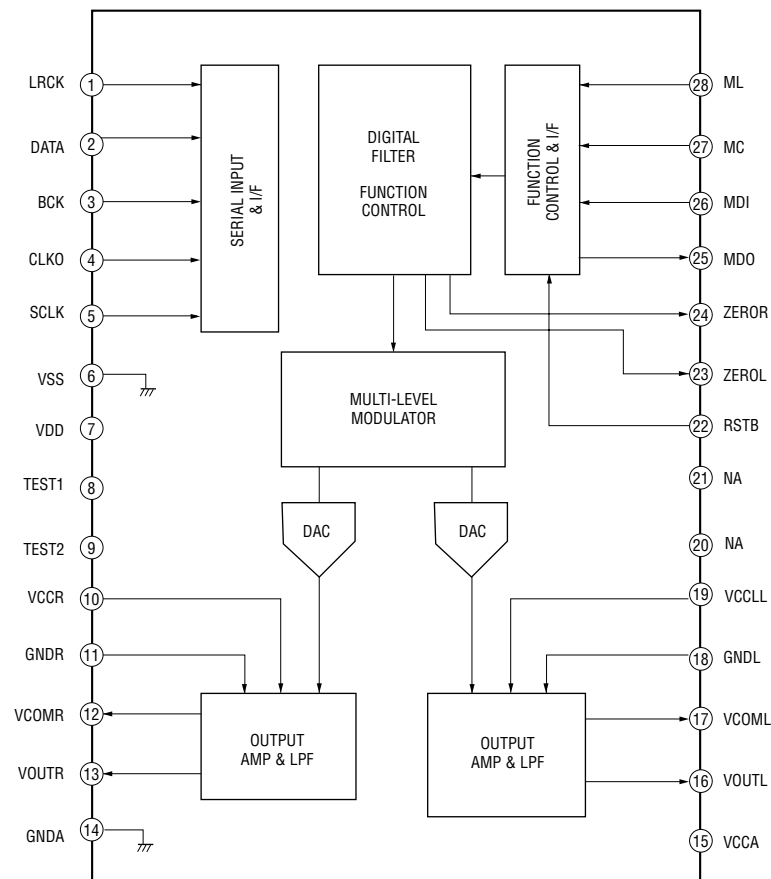 LRCK
1
DATA
2
BCK
3
CLKO
4
SCLK
5
VSS
6
VDD
7
TEST1
8
TEST2
9
VCCR
10
GNDR
11
VCOMR
12
VOUTR
13
GNDA
14
SERIAL INPUT
& I/F
DIGITAL
FILTER
FUNCTION
CONTROL
FUNCTION
CONTROL & I/F
MULTI-LEVEL
MODULATOR
DAC
DAC
OUTPUT
AMP & LPF
OUTPUT
AMP & LPF
28
ML
27
MC
26
MDI
25
MDO
24
ZEROR
23
ZEROL
22
RSTB
21
NA
20
NA
19
VCCLL
18
GNDL
17
VCOML
16
VOUTL
15
VCCA